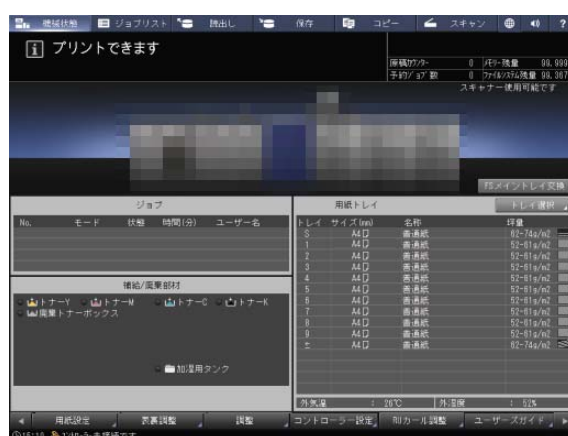 機械状態 ジョブリスト 読出し 保存 コピー スキャン ?
i プリントできます
原稿カウンター 0 メモリー残量 99.999
予約ジョブ数 0 ファイルシステム残量 99.367
スキャナー使用可能です
FSメイントレイ交換
ジョブ
No. モード 状態 時間(分) ユーザー名
用紙トレイ トレイ選択
トレイ サイズ(mm) 名称 坪量
S A4 普通紙 62-74g/m2
1 A4 普通紙 52-61g/m2
2 A4 普通紙 52-61g/m2
3 A4 普通紙 52-61g/m2
4 A4 普通紙 52-61g/m2
5 A4 普通紙 52-61g/m2
6 A4 普通紙 52-61g/m2
7 A4 普通紙 52-61g/m2
8 A4 普通紙 52-61g/m2
9 A4 普通紙 52-61g/m2
A4 普通紙 62-74g/m2
補給/廃棄部材
トナーY トナーM トナーC トナーK
廃棄トナーボックス
加湿用タンク
外気温 : 26℃ 外湿度 : 52%
用紙設定 表裏調整 調整 コントローラー設定 RUカール調整 ユーザーズガイド